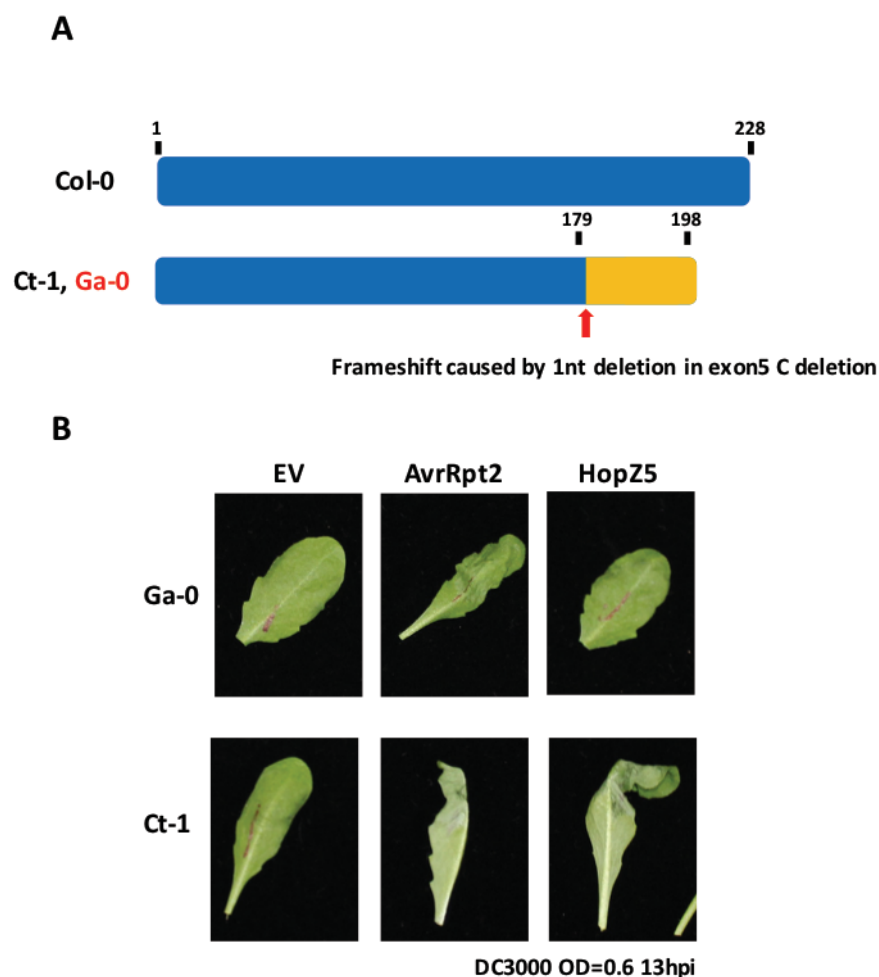 A
1
228
Col-0
179
198
Ct-1, Ga-0
Frameshift caused by 1nt deletion in exon5 C deletion
B
EV
AvrRpt2
HopZ5
Ga-0
Ct-1
DC3000 OD=0.6 13hpi